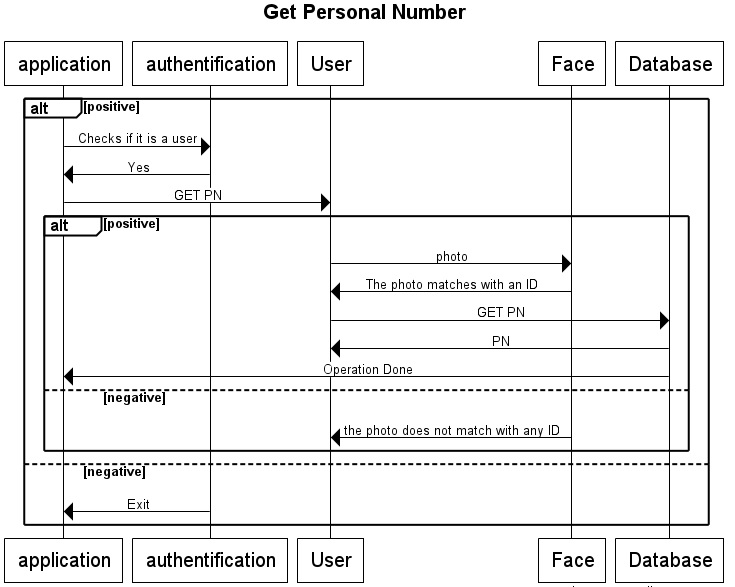 Get Personal Number
application authentification User Face Database
alt [positive]
Checks if it is a user
Yes
GET PN
alt [positive]
photo
The photo matches with an ID
GET PN
PN
Operation Done
[negative]
the photo does not match with any ID
[negative]
Exit
application authentification User Face Database